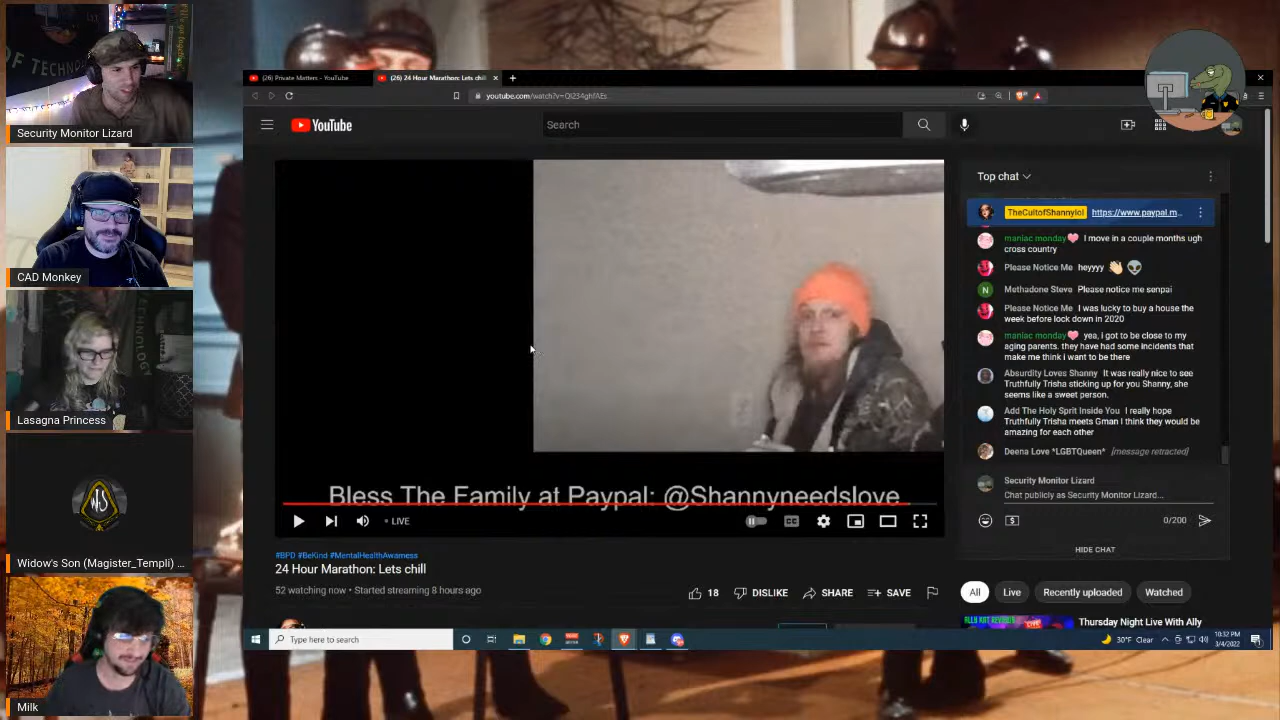 OF TECHNOL
Security Monitor Lizard
CAD Monkey
TECHNOLOGY
Lasagna Princess
WS
Widow's Son (Magister_Templi) ...
Milk
(26) Private Matters - YouTube
(26) 24 Hour Marathon: Lets chill
youtube.com/watch?v=
YouTube
Search
Bless The Family at Paypal: @Shannyneedslove
LIVE
CC
#BPD #BeKind #MentalHealthAwarness
24 Hour Marathon: Lets chill
52 watching now • Started streaming 8 hours ago
18
DISLIKE
SHARE
SAVE
Top chat
TheCultofShannylol https://www.paypal.m...
maniac monday I move in a couple months ugh
cross country
Please Notice Me heyyyy
N
Methadone Steve Please notice me senpai
Please Notice Me I was lucky to buy a house the
week before lock down in 2020
maniac monday yea, i got to be close to my
aging parents. they have had some incidents that
make me think i want to be there
Absurdity Loves Shanny It was really nice to see
Truthfully Trisha sticking up for you Shanny, she
seems like a sweet person.
Add The Holy Sprit Inside You I really hope
Truthfully Trisha meets Gman I think they would be
amazing for each other
Deena Love *LGBTQueen* [message retracted]
Security Monitor Lizard
Chat publicly as Security Monitor Lizard...
0/200
HIDE CHAT
All
Live
Recently uploaded
Watched
Thursday Night Live With Ally
Type here to search
30°F Clear
10:32 PM
3/4/2022